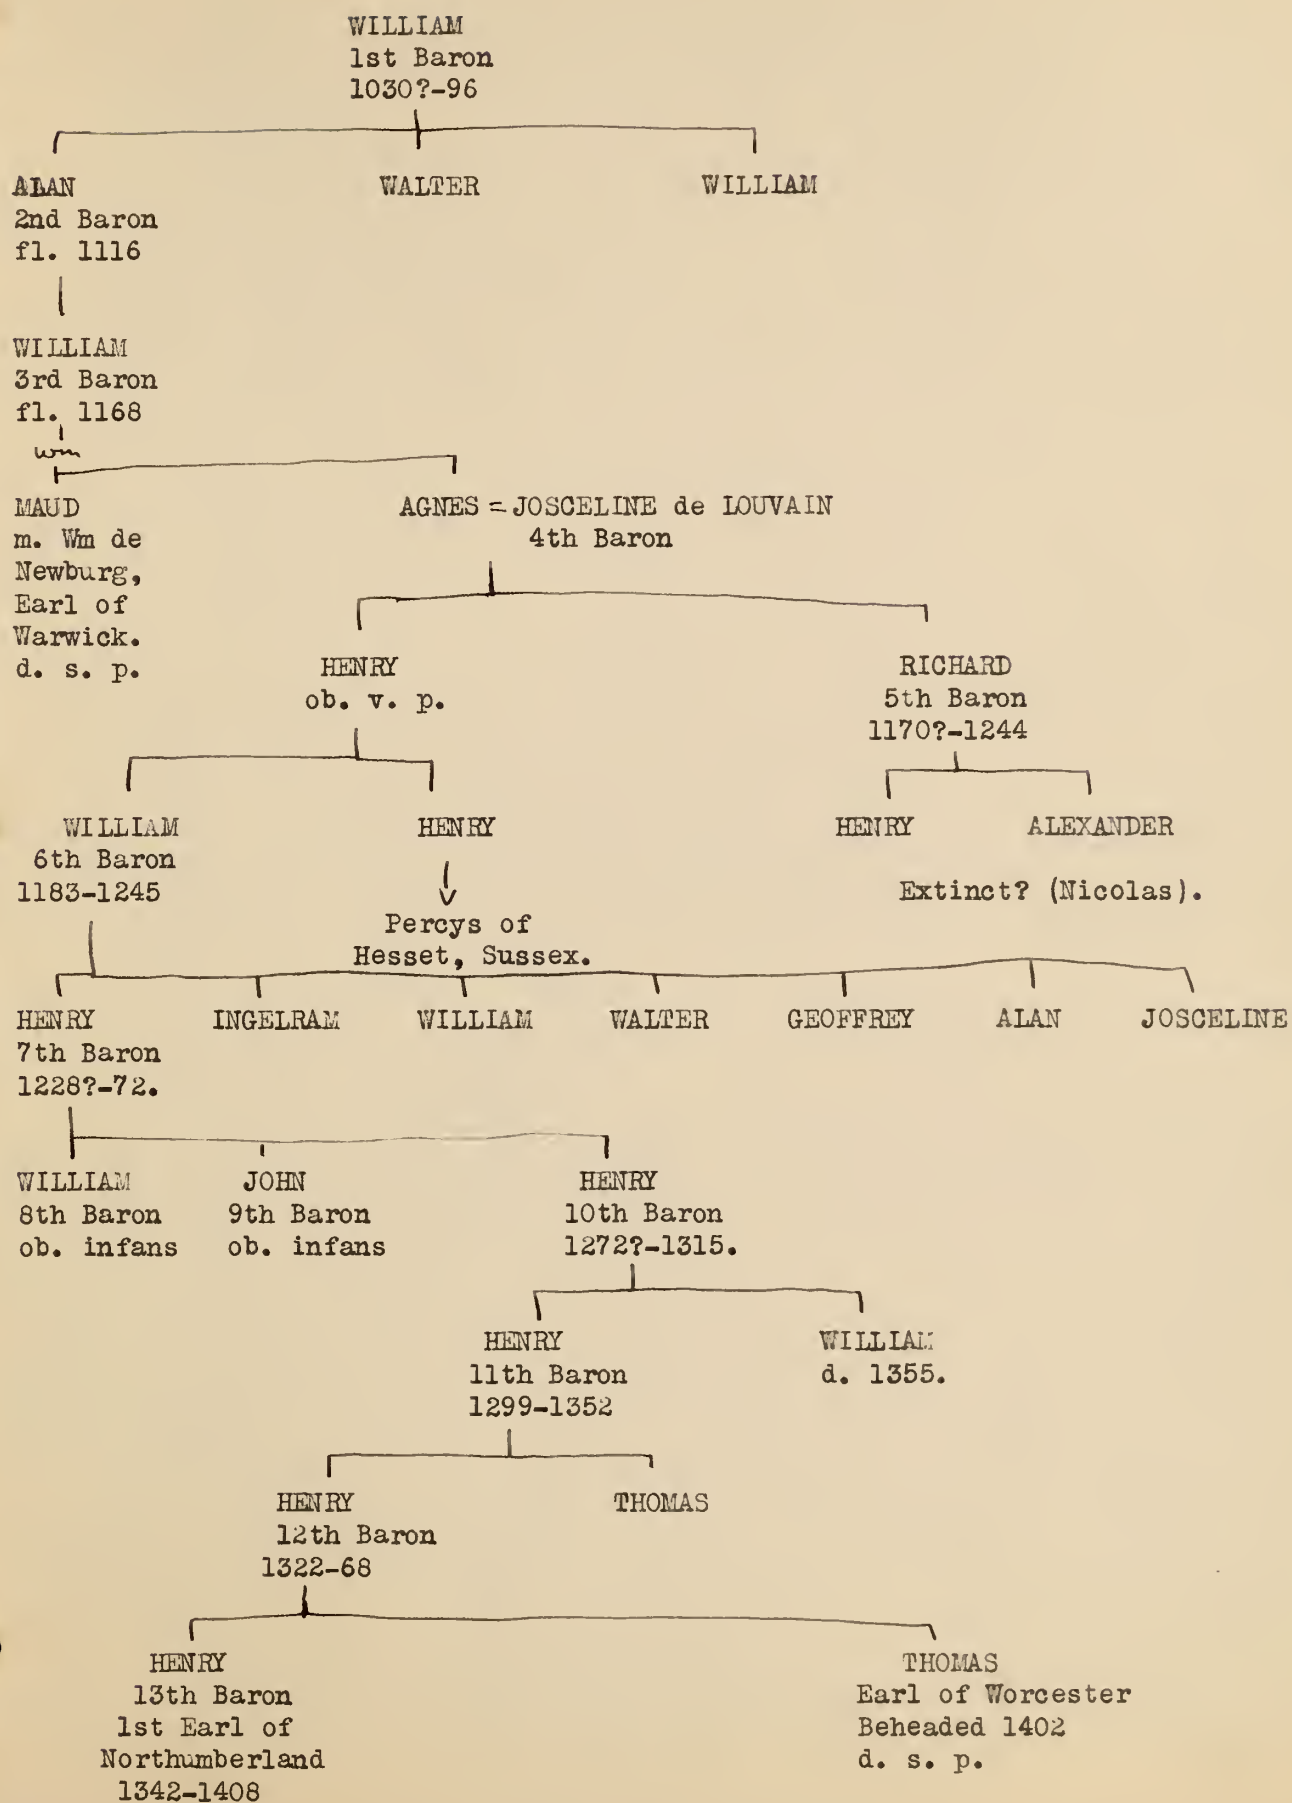 WILLIAM
1st Baron
1030?-96
ALAN
2nd Baron
fl. 1116
WALTER
WILLIAM
WILLIAM
3rd Baron
fl. 1168
wm
MAUD
m. Wm de
Newburg,
Earl of
Warwick.
d. s. p.
AGNES = JOSCELINE de LOUVAIN
4th Baron
HENRY
ob. v. p.
RICHARD
5th Baron
1170?-1244
WILLIAM
6th Baron
1183-1245
HENRY
Percys of
Hesset, Sussex.
HENRY
ALEXANDER
Extinct? (Nicolas).
HENRY
7th Baron
1228?-72.
INGELRAM
WILLIAM
WALTER
GEOFFREY
ALAN
JOSCELINE
WILLIAM
8th Baron
ob. infans
JOHN
9th Baron
ob. infans
HENRY
10th Baron
1272?-1315.
HENRY
11th Baron
1299-1352
WILLIAM
d. 1355.
HENRY
12th Baron
1322-68
THOMAS
HENRY
13th Baron
1st Earl of
Northumberland
1342-1408
THOMAS
Earl of Worcester
Beheaded 1402
d. s. p.